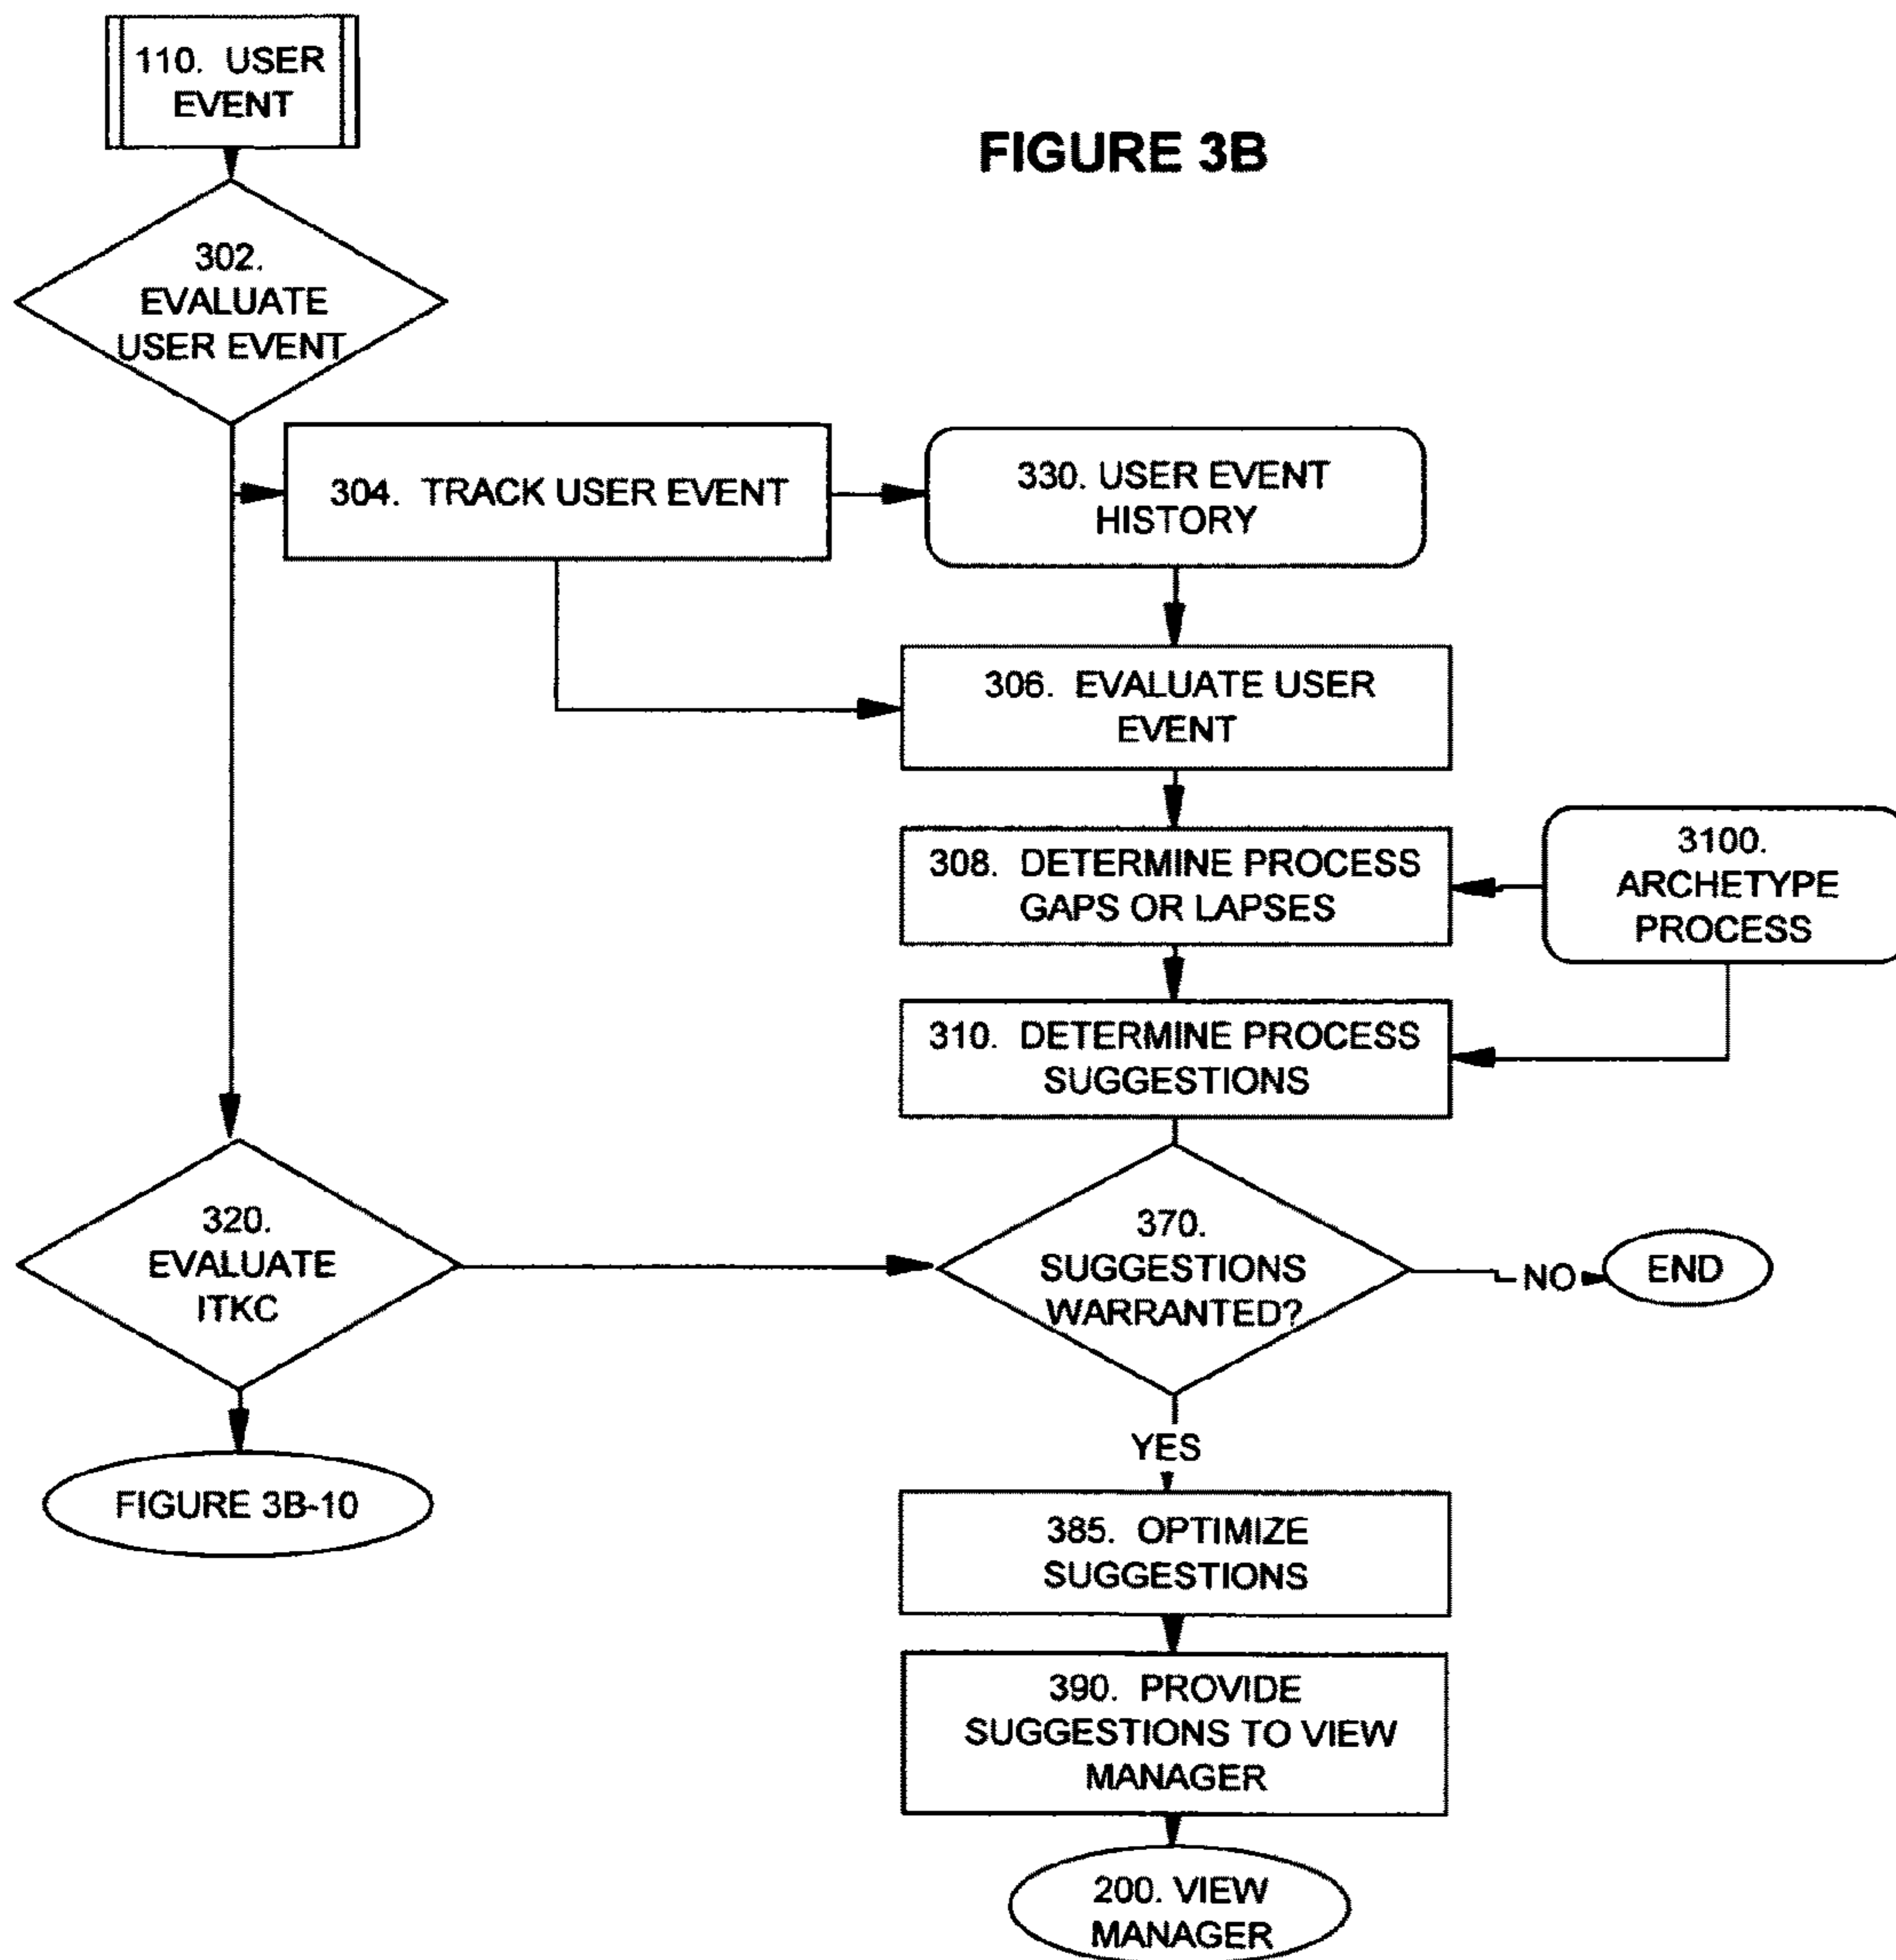 110. USER
EVENT
FIGURE 3B
302.
EVALUATE
USER EVENT
304. TRACK USER EVENT
330. USER EVENT
HISTORY
306. EVALUATE USER
EVENT
308. DETERMINE PROCESS
GAPS OR LAPSES
3100.
ARCHETYPE
PROCESS
310. DETERMINE PROCESS
SUGGESTIONS
320.
EVALUATE
ITKC
370.
SUGGESTIONS
WARRANTED?
NO
END
YES
FIGURE 3B-10
385. OPTIMIZE
SUGGESTIONS
390. PROVIDE
SUGGESTIONS TO VIEW
MANAGER
200. VIEW
MANAGER